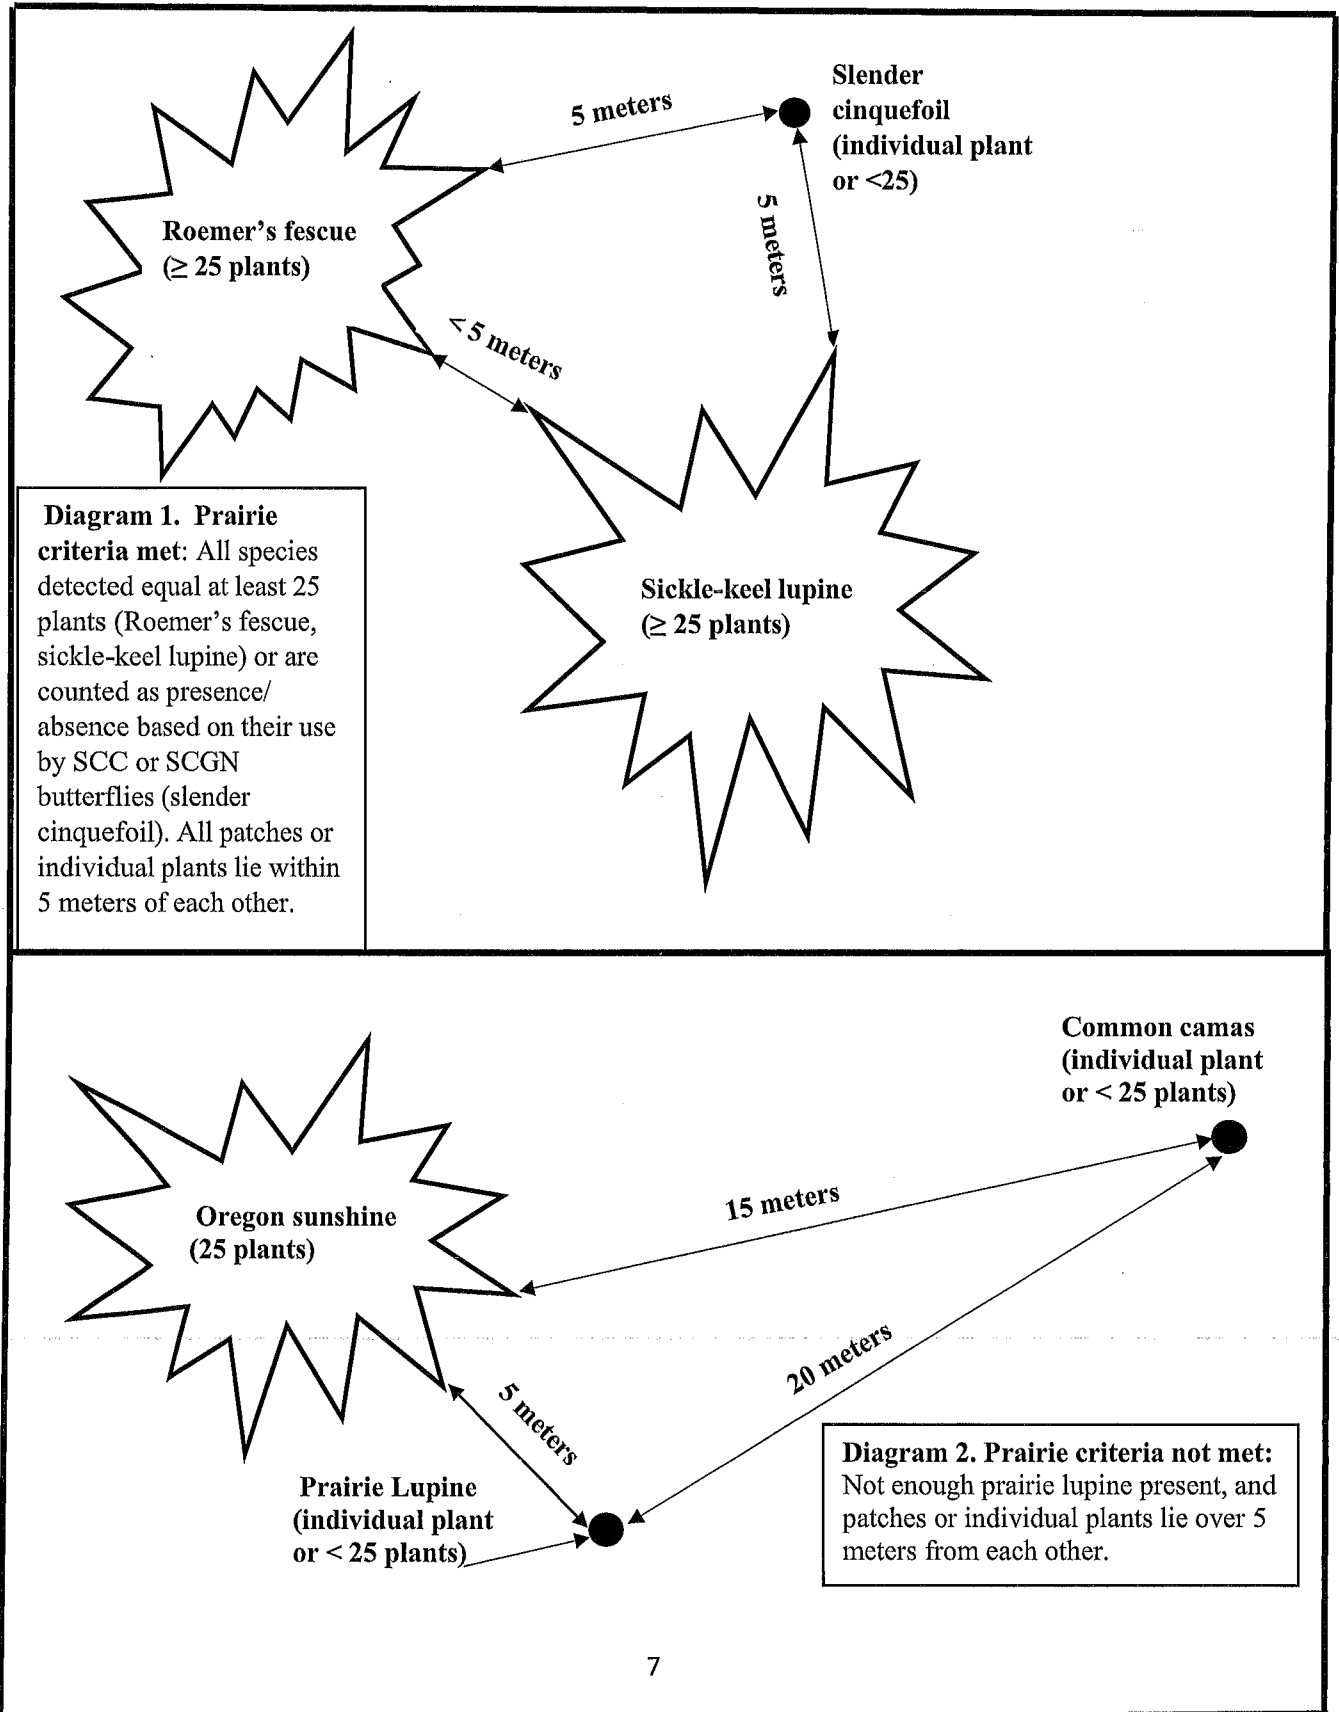 Slender
cinquefoil
(individual plant
or <25)
5 meters
5 meters
Roemer's fescue
(≥ 25 plants)
< 5 meters
Sickle-keel lupine
(≥ 25 plants)
Diagram 1. Prairie
criteria met: All species
detected equal at least 25
plants (Roemer's fescue,
sickle-keel lupine) or are
counted as presence/
absence based on their use
by SCC or SCGN
butterflies (slender
cinquefoil). All patches or
individual plants lie within
5 meters of each other.
Common camas
(individual plant
or < 25 plants)
15 meters
Oregon sunshine
(25 plants)
20 meters
5 meters
Prairie Lupine
(individual plant
or < 25 plants)
Diagram 2. Prairie criteria not met:
Not enough prairie lupine present, and
patches or individual plants lie over 5
meters from each other.
7